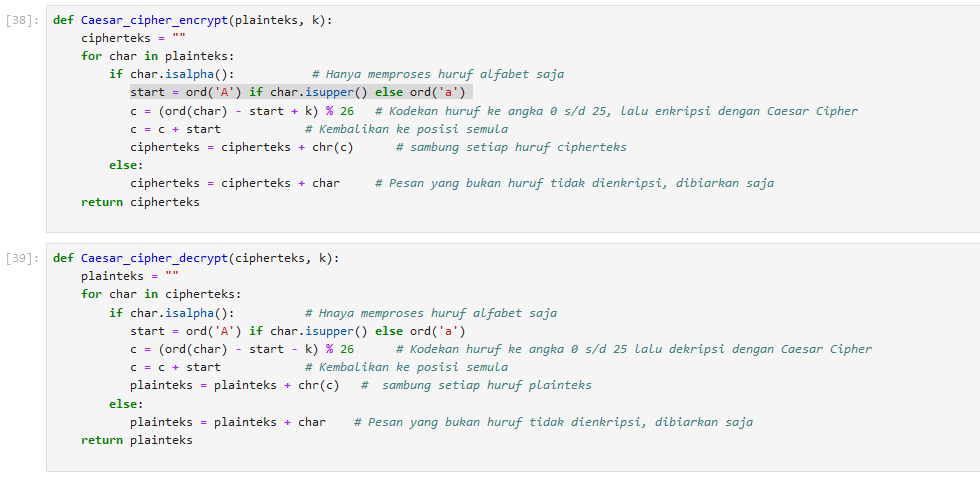 [38]: def Caesar_cipher_encrypt(plainteks, k):
    cipherteks = ""
    for char in plainteks:
        if char.isalpha():           # Hanya memproses huruf alfabet saja
           start = ord('A') if char.isupper() else ord('a')
           c = (ord(char) - start + k) % 26   # Kodekan huruf ke angka 0 s/d 25, lalu enkripsi dengan Caesar Cipher
           c = c + start            # Kembalikan ke posisi semula
           cipherteks = cipherteks + chr(c)      # sambung setiap huruf cipherteks
        else:
           cipherteks = cipherteks + char     # Pesan yang bukan huruf tidak dienkripsi, dibiarkan saja
    return cipherteks
[39]: def Caesar_cipher_decrypt(cipherteks, k):
    plainteks = ""
    for char in cipherteks:
        if char.isalpha():          # Hnaya memproses huruf alfabet saja
           start = ord('A') if char.isupper() else ord('a')
           c = (ord(char) - start - k) % 26      # Kodekan huruf ke angka 0 s/d 25 lalu dekripsi dengan Caesar Cipher
           c = c + start            # Kembalikan ke posisi semula
           plainteks = plainteks + chr(c)   #  sambung setiap huruf plainteks
        else:
           plainteks = plainteks + char    # Pesan yang bukan huruf tidak dienkripsi, dibiarkan saja
    return plainteks